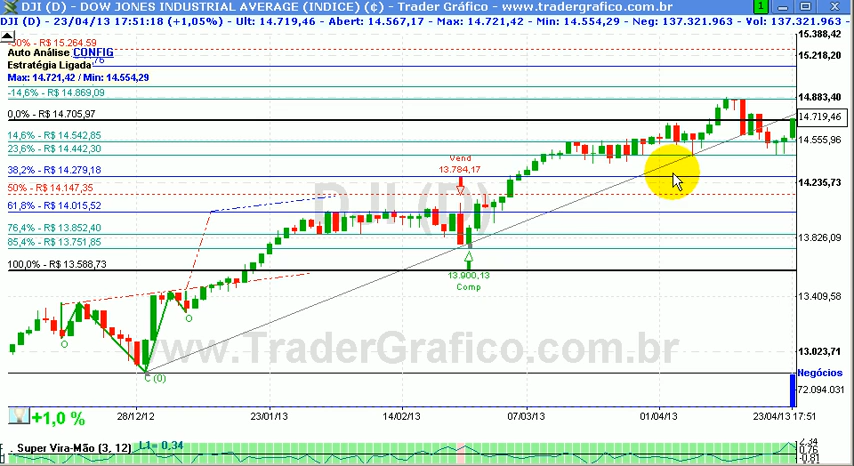 DJI (D) - DOW JONES INDUSTRIAL AVERAGE (INDICE) (¢) - Trader Gráfico - www.tradergrafico.com.br
1
DJI (D) - 23/04/13 17:51:18 (+1,05%) - Ult: 14.719,46 - Abert: 14.567,17 - Max: 14.721,42 - Min: 14.554,29 - Neg: 137.321.963 - Vol: 137.321.963 -
-50% - R$ 15.264.59
Auto Análise CONFIG
Estratégia Ligada
Max: 14.721,42 / Min: 14.554,29
-14,6% - R$ 14.869,09
0,0% - R$ 14.705,97
14,6% - R$ 14.542,85
23,6% - R$ 14.442,30
38,2% - R$ 14.279,18
50% - R$ 14.147,35
61,8% - R$ 14.015,52
76,4% - R$ 13.852,40
85,4% - R$ 13.751,85
100,0% - R$ 13.588,73
Vend
13.784,17
DJI (D)
13.900,13
Comp
O
O
C (0)
www.TraderGrafico.com.br
15.388,42
15.218,20
14.883,40
14.719,46
14.555,96
14.235,73
13.826,09
13.409,58
13.023,71
Negócios
72.094.031
+1,0 %
28/12/12
23/01/13
14/02/13
07/03/13
01/04/13
23/04/13 17:51
Super Vira-Mão (3, 12) L1= 0,34
2.34
0.76
-0.81